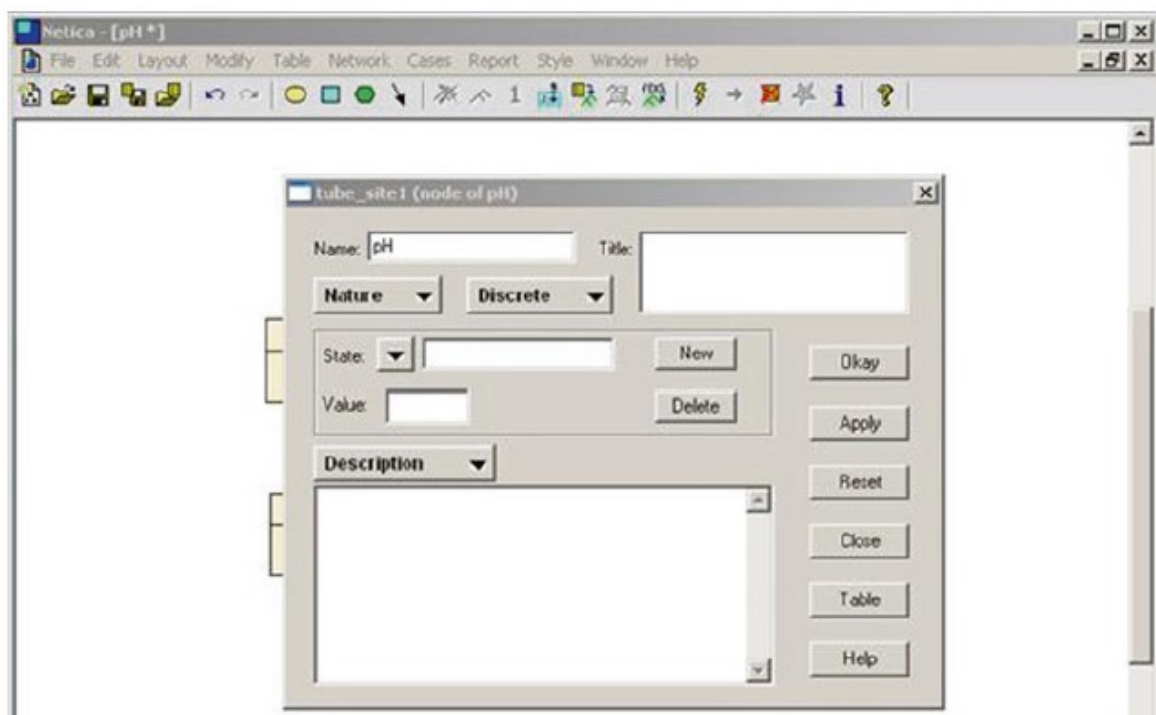 Netica - [pH *]
File Edit Layout Modify Table Network Cases Report Style Window Help
1
tube_site1 (node of pH)
Name: pH Title:
Nature Discrete
State: New
Value: Delete
Description
Okay
Apply
Reset
Close
Table
Help